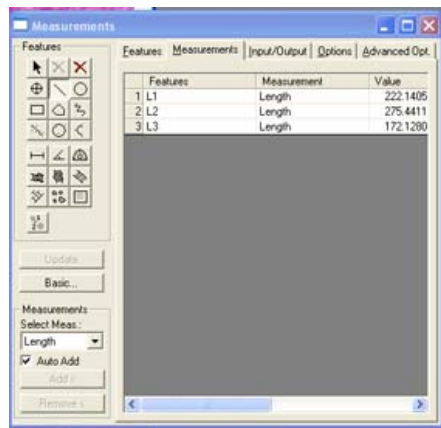 Measurements
Features
Features Measurements Input/Output Options Advanced Opt.
Features Measurement Value
1 L1 Length 222.1405
2 L2 Length 275.4411
3 L3 Length 172.1280
Update
Basic...
Measurements
Select Meas.:
Length
Auto Add
Add >
Remove <